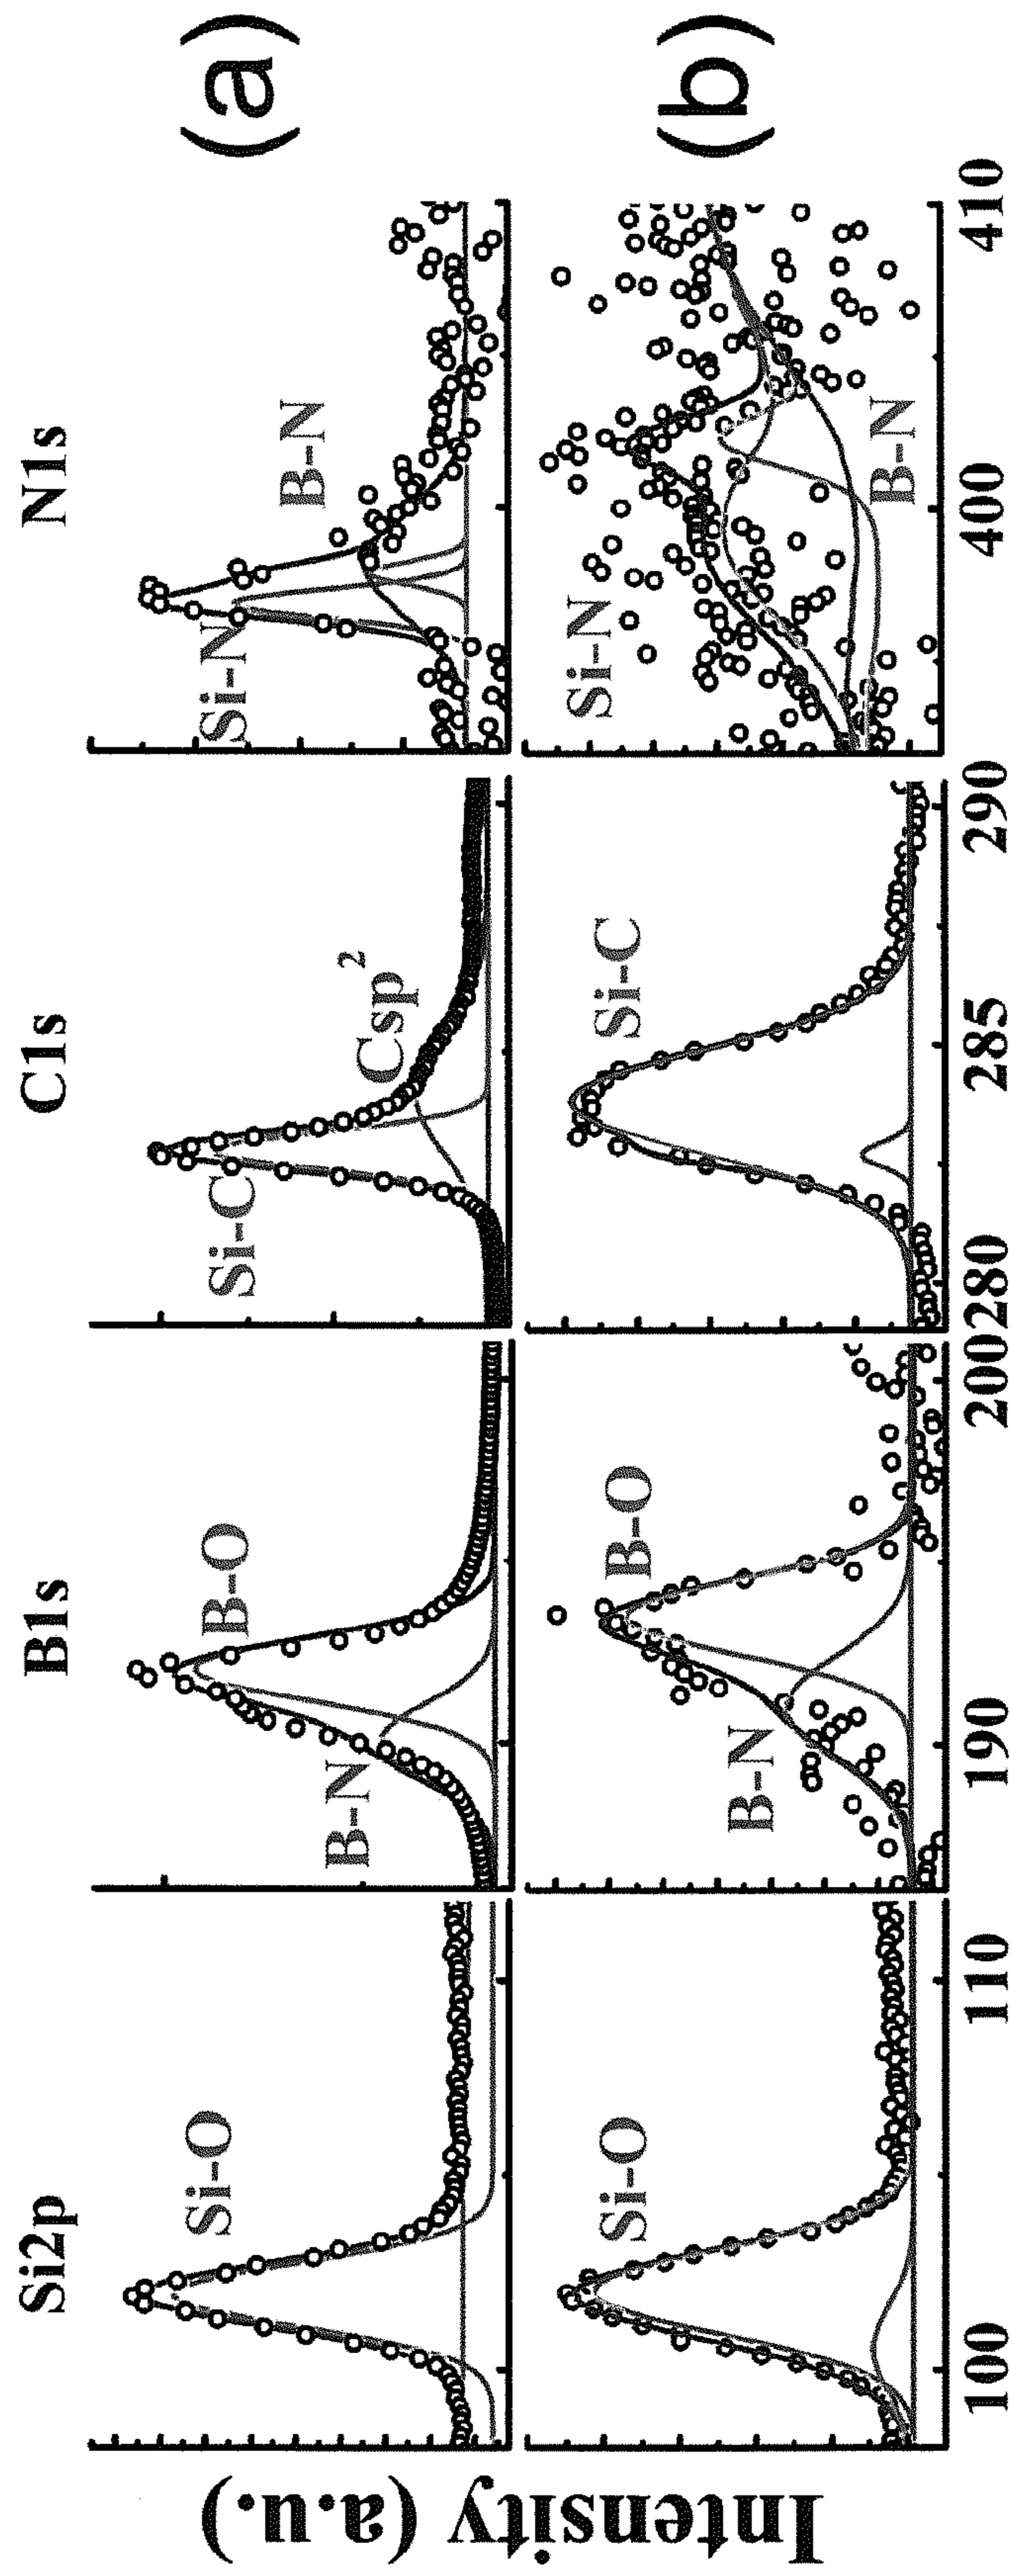 Si2p B1s C1s N1s
Intensity (a.u.)
Si-O
B-N
B-O
Si-C
Csp²
Si-N
B-N
(a)
Si-O
B-N
B-O
Si-C
Si-N
B-N
(b)
100 110 190 200 280 285 290 400 410